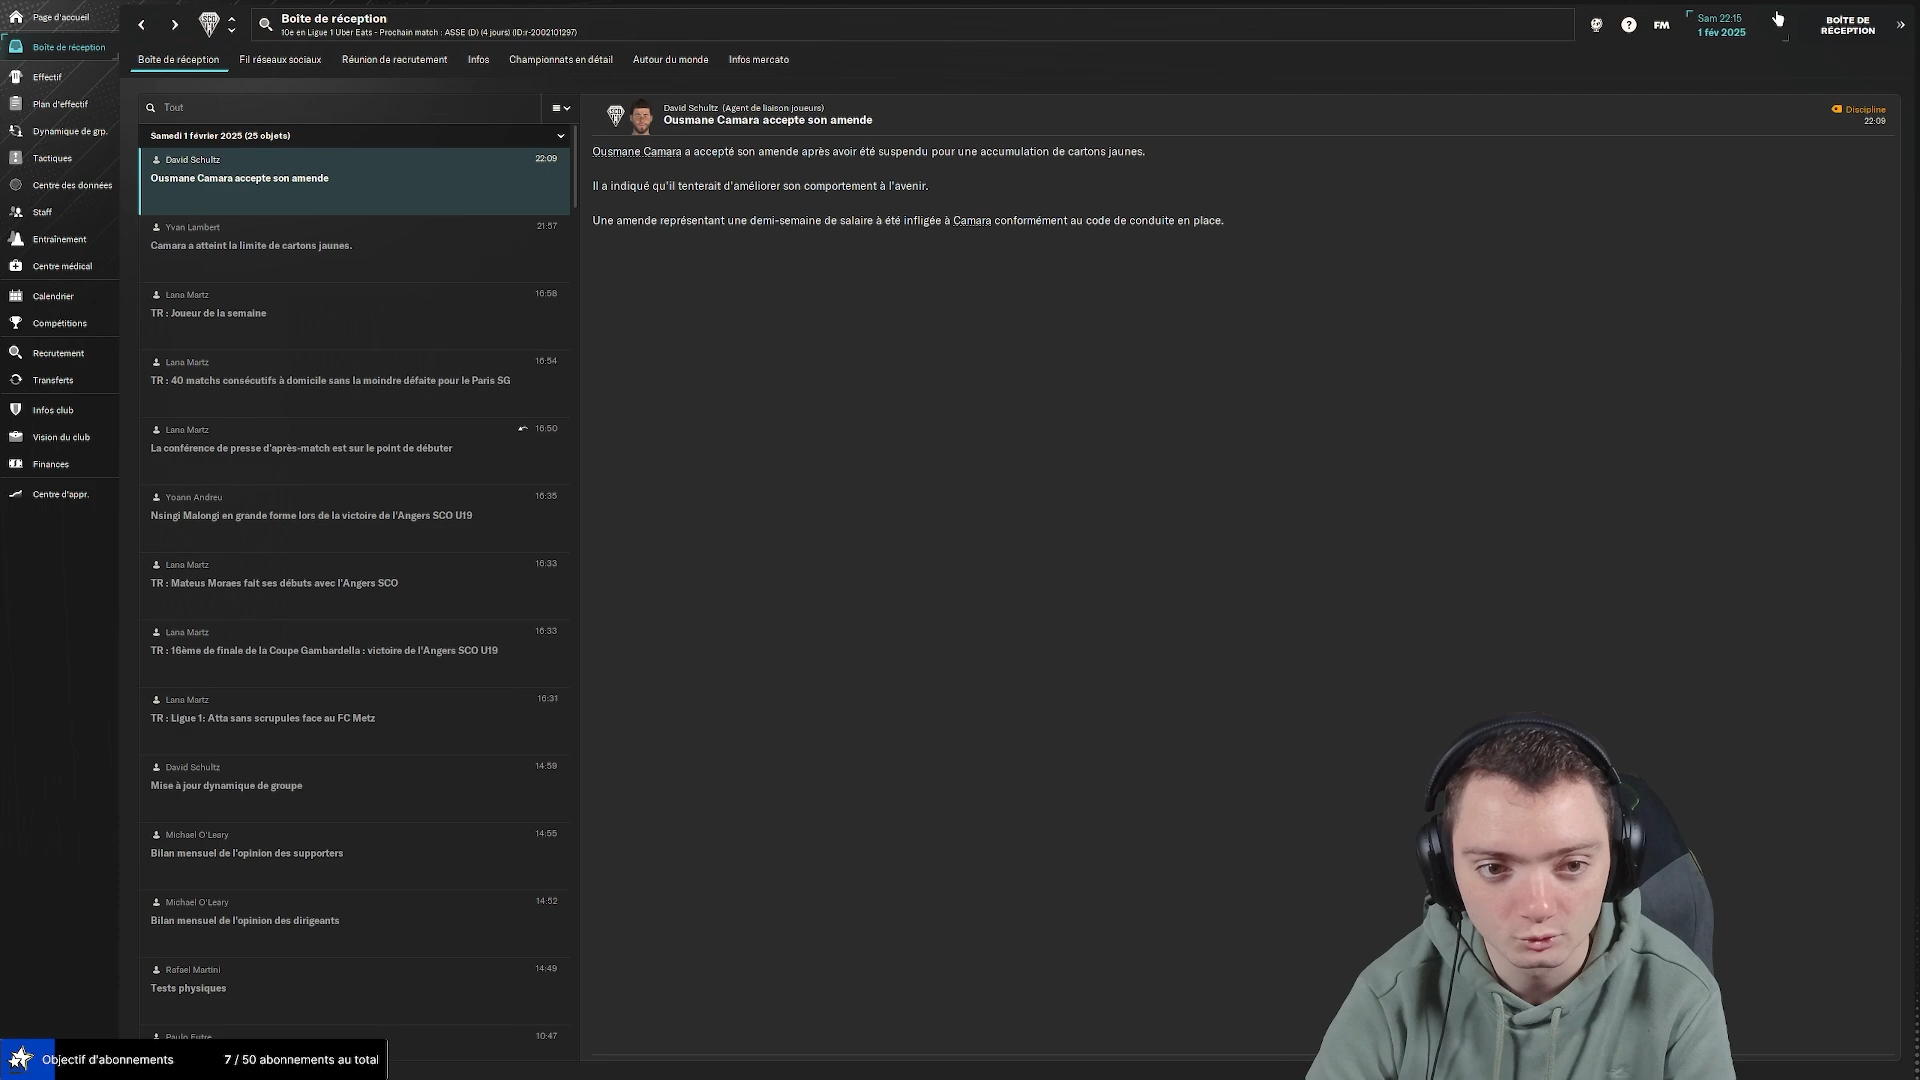 Page d'accueil
Boîte de réception
Effectif
Plan d'effectif
Dynamique de grp.
Tactiques
Centre des données
Staff
Entraînement
Centre médical
Calendrier
Compétitions
Recrutement
Transferts
Infos club
Vision du club
Finances
Centre d'appr.
Boîte de réception
10e en Ligue 1 Uber Eats - Prochain match : ASSE (D) (4 jours) (ID:r-2002101297)
FM
Sam 22:15
1 fév 2025
BOÎTE DE
RÉCEPTION
Boîte de réception Fil réseaux sociaux Réunion de recrutement Infos Championnats en détail Autour du monde Infos mercato
Tout
Samedi 1 février 2025 (25 objets)
David Schultz 22:09
Ousmane Camara accepte son amende
Yvan Lambert 21:57
Camara a atteint la limite de cartons jaunes.
Lana Martz 16:58
TR : Joueur de la semaine
Lana Martz 16:54
TR : 40 matchs consécutifs à domicile sans la moindre défaite pour le Paris SG
Lana Martz 16:50
La conférence de presse d'après-match est sur le point de débuter
Yoann Andreu 16:35
Nsingi Malongi en grande forme lors de la victoire de l'Angers SCO U19
Lana Martz 16:33
TR : Mateus Moraes fait ses débuts avec l'Angers SCO
Lana Martz 16:33
TR : 16ème de finale de la Coupe Gambardella : victoire de l'Angers SCO U19
Lana Martz 16:31
TR : Ligue 1: Atta sans scrupules face au FC Metz
David Schultz 14:59
Mise à jour dynamique de groupe
Michael O'Leary 14:55
Bilan mensuel de l'opinion des supporters
Michael O'Leary 14:52
Bilan mensuel de l'opinion des dirigeants
Rafael Martini 14:49
Tests physiques
Paulo Futre 10:47
David Schultz (Agent de liaison joueurs)
Ousmane Camara accepte son amende
Discipline
22:09
Ousmane Camara a accepté son amende après avoir été suspendu pour une accumulation de cartons jaunes.
Il a indiqué qu'il tenterait d'améliorer son comportement à l'avenir.
Une amende représentant une demi-semaine de salaire à été infligée à Camara conformément au code de conduite en place.
Objectif d'abonnements 7 / 50 abonnements au total